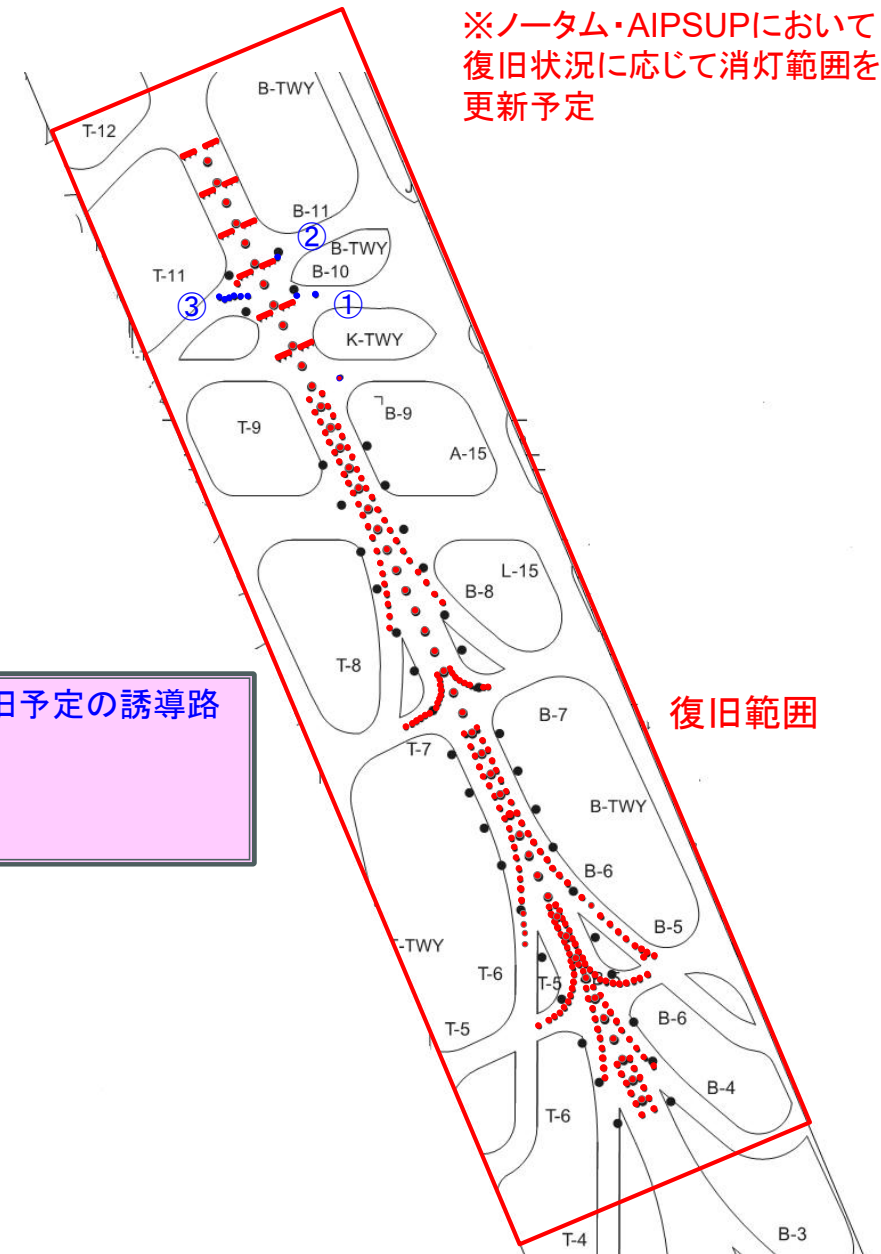 ※ノータム・AIPSUPにおいて
復旧状況に応じて消灯範囲を
更新予定
B-TWY
T-12
J
B-11
②
B-TWY
B-10
T-11
③
①
K-TWY
B-9
T-9
A-15
L-15
B-8
T-8
旧予定の誘導路
復旧範囲
B-7
T-7
B-TWY
B-6
B-5
-TWY
T-6
T-5
T-5
B-6
B-4
T-6
T-4
B-3